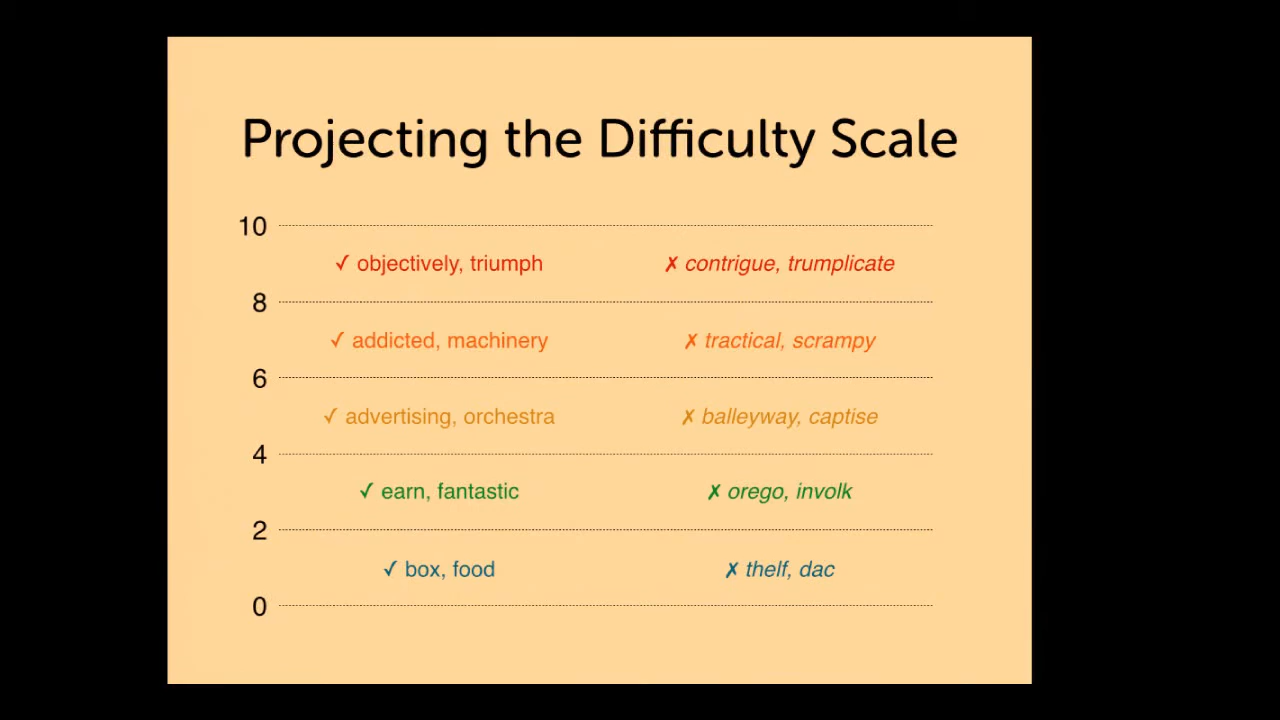 Projecting the Difficulty Scale
10
✓ objectively, triumph ✗ contrigue, trumplicate
8
✓ addicted, machinery ✗ tractical, scrampy
6
✓ advertising, orchestra ✗ balleyway, captise
4
✓ earn, fantastic ✗ orego, involk
2
✓ box, food ✗ thelf, dac
0